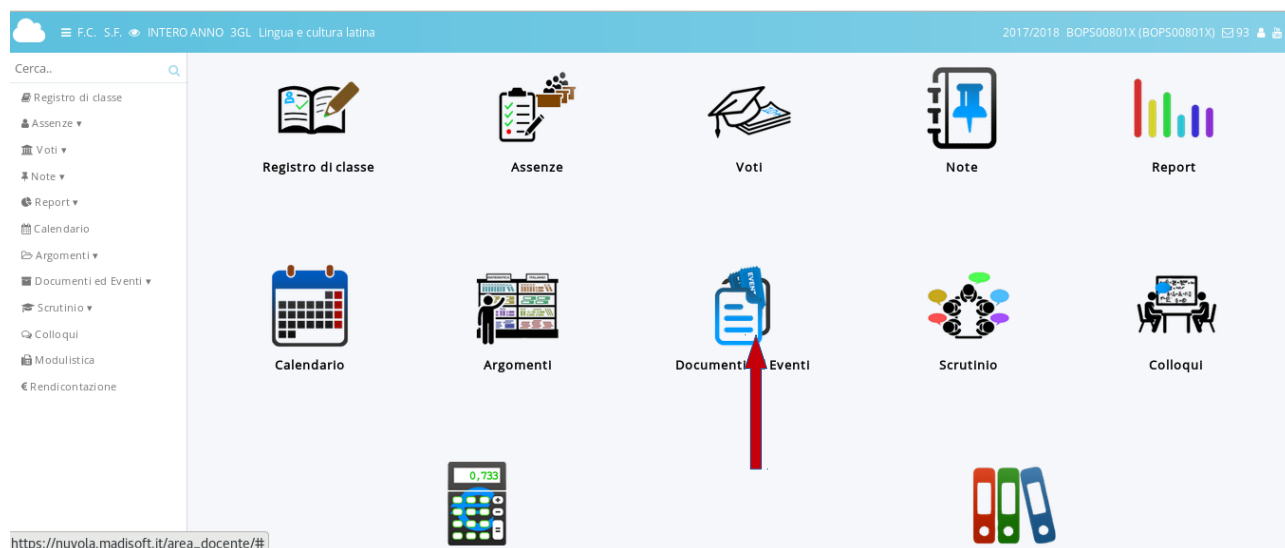 F.C. S.F. INTERO ANNO 3GL Lingua e cultura latina
2017/2018 BOPS00801X (BOPS00801X) 93
Cerca..
Registro di classe
Assenze
Voti
Note
Report
Calendario
Argomenti
Documenti ed Eventi
Scrutinio
Colloqui
Modulistica
Rendicontazione
Registro di classe
Assenze
Voti
Note
Report
EVEN
Calendario
Argomenti
Documenti Eventi
Scrutinio
Colloqui
0,733
https://nuvola.madisoft.it/area_docente/#